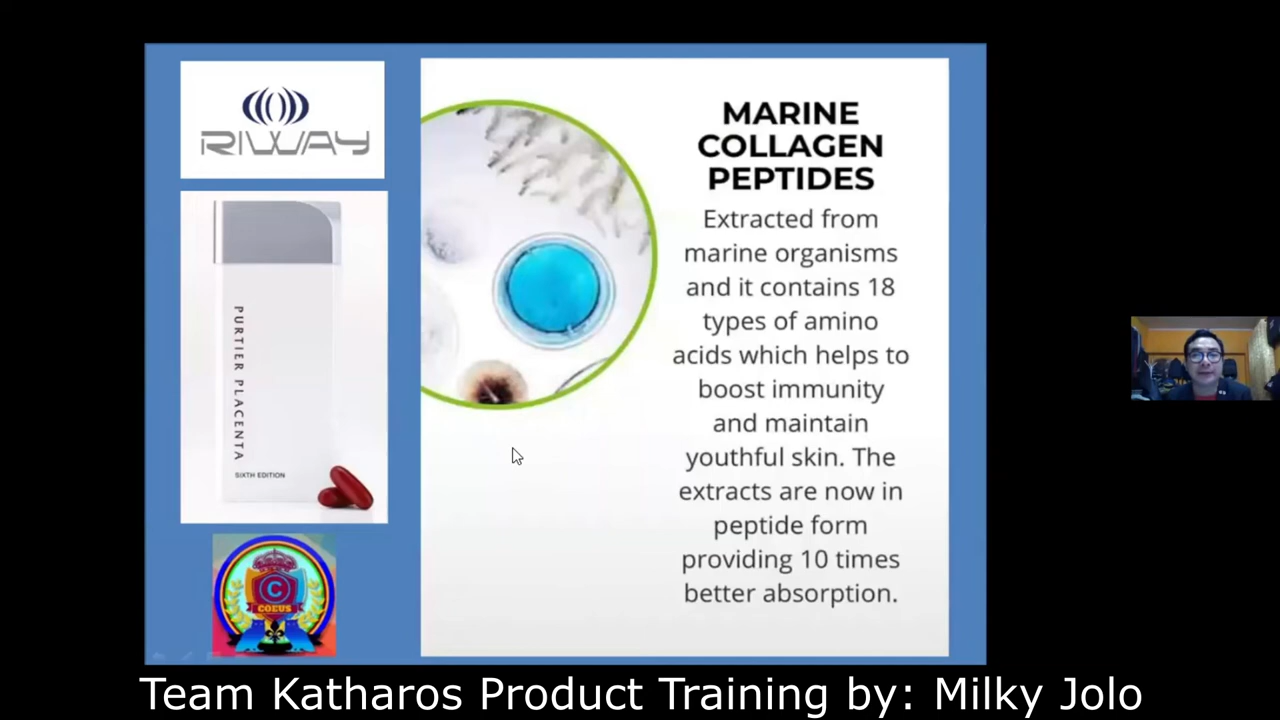 RIWAY
PURTIER PLACENTA
SIXTH EDITION
C
COEUS
MARINE
COLLAGEN
PEPTIDES
Extracted from
marine organisms
and it contains 18
types of amino
acids which helps to
boost immunity
and maintain
youthful skin. The
extracts are now in
peptide form
providing 10 times
better absorption.
Team Katharos Product Training by: Milky Jolo